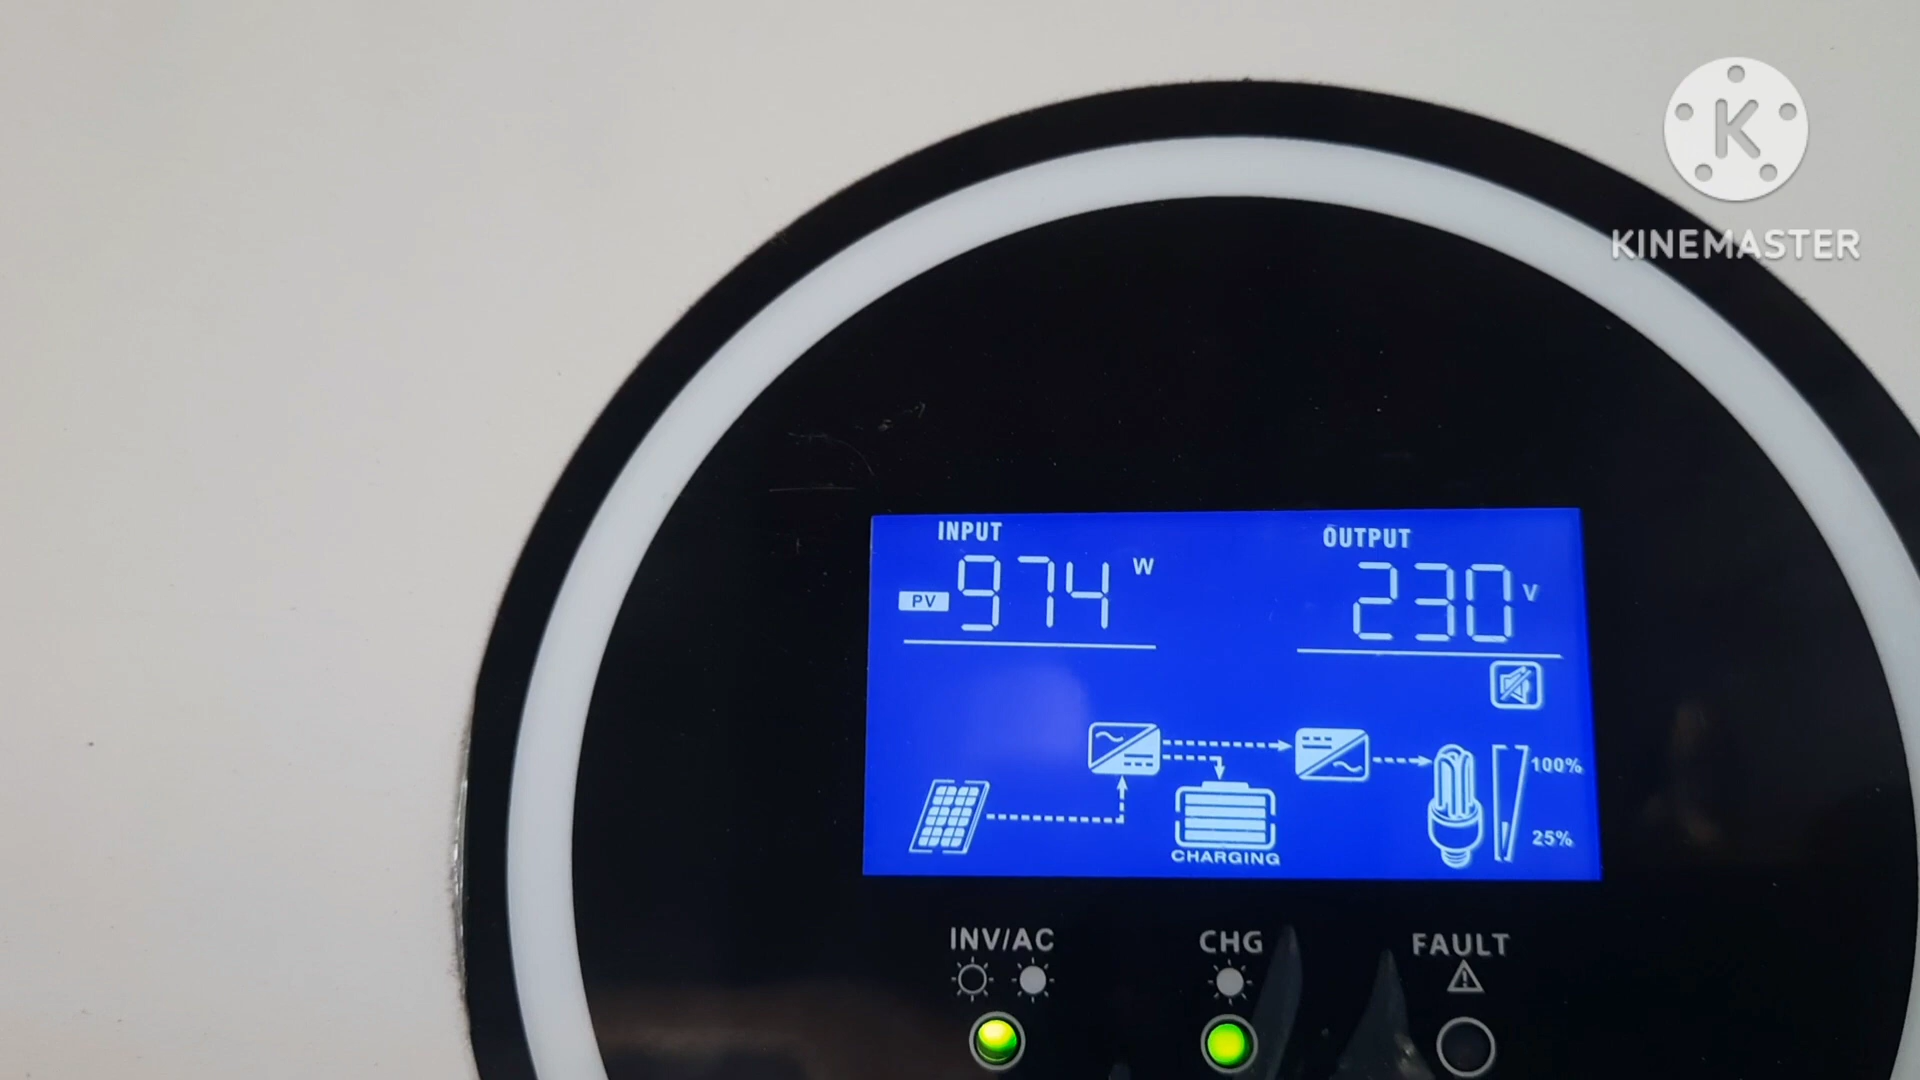 K
KINEMASTER
INPUT
OUTPUT
PV 974 W
230 V
100%
25%
CHARGING
INV/AC
CHG
FAULT